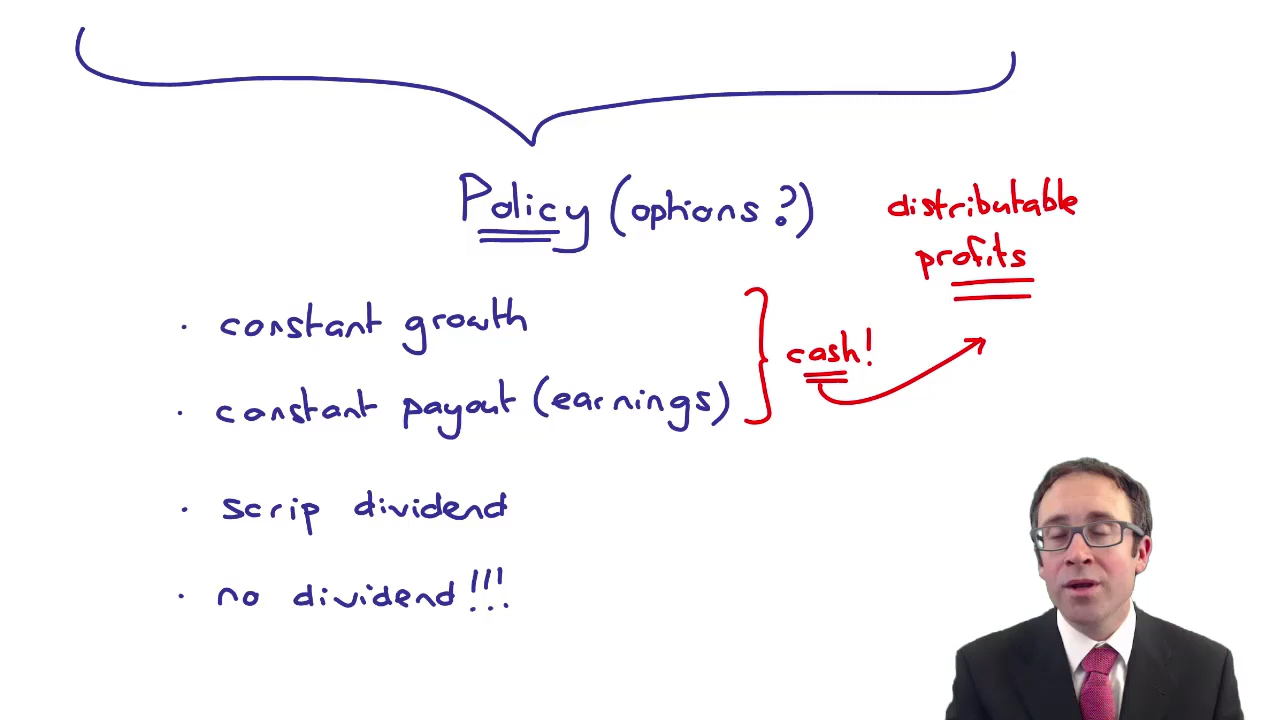 Policy (options?)
distributable
profits
· constant growth
cash!
· constant payout (earnings)
· scrip dividend
· no dividend!!!